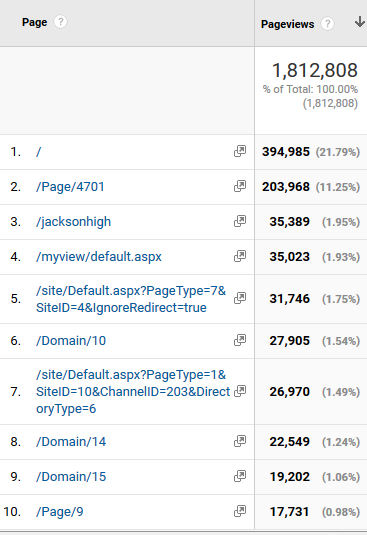 Page ? Pageviews ?
1,812,808
% of Total: 100.00%
(1,812,808)
1. / 394,985 (21.79%)
2. /Page/4701 203,968 (11.25%)
3. /jacksonhigh 35,389 (1.95%)
4. /myview/default.aspx 35,023 (1.93%)
5. /site/Default.aspx?PageType=7&
SiteID=4&IgnoreRedirect=true 31,746 (1.75%)
6. /Domain/10 27,905 (1.54%)
7. /site/Default.aspx?PageType=1&
SiteID=10&ChannelID=203&Direct 26,970 (1.49%)
oryType=6
8. /Domain/14 22,549 (1.24%)
9. /Domain/15 19,202 (1.06%)
10. /Page/9 17,731 (0.98%)